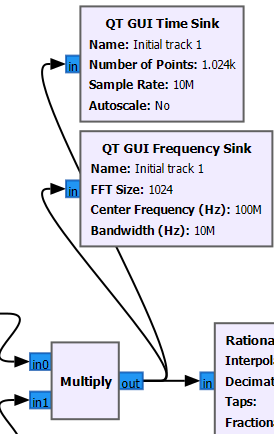 QT GUI Time Sink
Name: Initial track 1
in
Number of Points: 1.024k
Sample Rate: 10M
Autoscale: No
QT GUI Frequency Sink
Name: Initial track 1
in
FFT Size: 1024
Center Frequency (Hz): 100M
Bandwidth (Hz): 10M
in0
in1
Multiply
out
in
Rationa
Interpola
Decimat
Taps:
Fraction